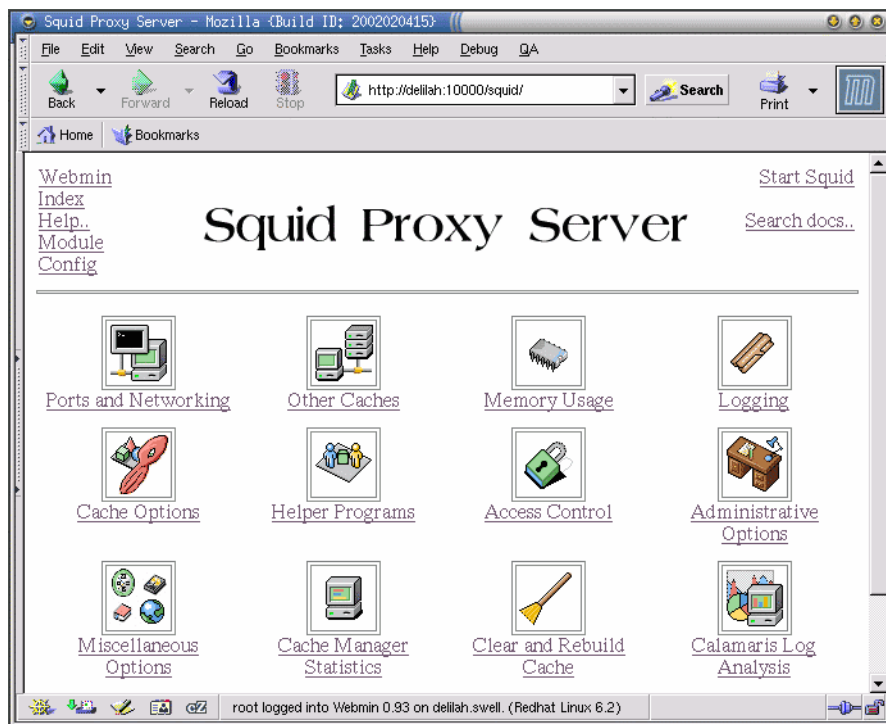 Squid Proxy Server - Mozilla {Build ID: 2002020415}
File Edit View Search Go Bookmarks Tasks Help Debug QA
Back Forward Reload Stop http://delilah:10000/squid/ Search Print
Home Bookmarks
Webmin
Index
Help..
Module
Config
Squid Proxy Server
Start Squid
Search docs..
Ports and Networking
Other Caches
Memory Usage
Logging
Cache Options
Helper Programs
Access Control
Administrative
Options
Miscellaneous
Options
Cache Manager
Statistics
Clear and Rebuild
Cache
Calamaris Log
Analysis
root logged into Webmin 0.93 on delilah.swell. (Redhat Linux 6.2)